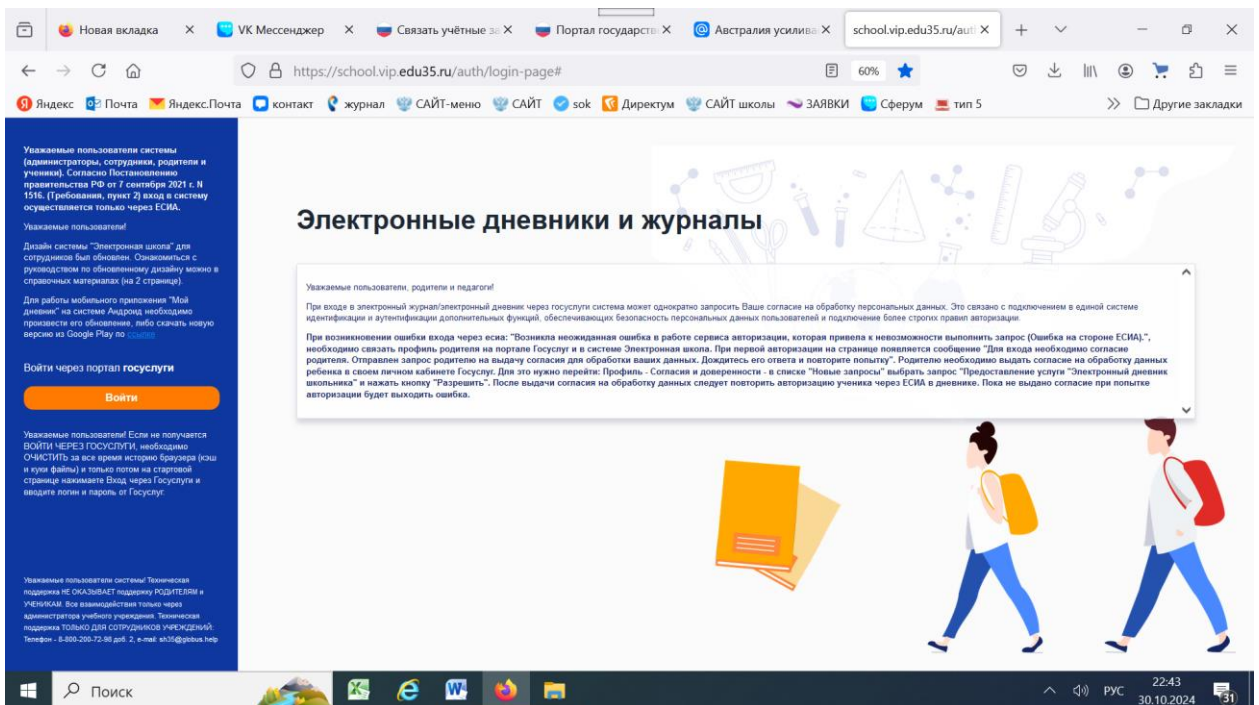 Новая вкладка
VK Мессенджер
Связать учётные за
Портал государств
Австралия усилива
school.vip.edu35.ru/aut
https://school.vip.edu35.ru/auth/login-page#
60%
Яндекс Почта Яндекс.Почта контакт журнал САЙТ-меню САЙТ sok Директум САЙТ школы ЗАЯВКИ Сферум тип 5 Другие закладки
Уважаемые пользователи системы
(администраторы, сотрудники, родители и
ученики). Согласно Постановлению
правительства РФ от 7 сентября 2021 г. N
1516. (Требования, пункт 2) вход в систему
осуществляется только через ЕСИА.
Уважаемые пользователи!
Дизайн системы "Электронная школа" для
сотрудников был обновлен. Ознакомиться с
руководством по обновленному дизайну можно в
справочных материалах (на 2 странице).
Для работы мобильного приложения "Мой
дневник" на системе Андроид необходимо
произвести его обновление, либо скачать новую
версию из Google Play по ссылке
Войти через портал госуслуги
Войти
Уважаемые пользователи! Если не получается
ВОЙТИ ЧЕРЕЗ ГОСУСЛУГИ, необходимо
ОЧИСТИТЬ за все время историю браузера (кэш
и куки файлы) и только потом на стартовой
странице нажимаете Вход через Госуслуги и
вводите логин и пароль от Госуслуг.
Уважаемые пользователи системы! Техническая
поддержка НЕ ОКАЗЫВАЕТ поддержку РОДИТЕЛЯМ и
УЧЕНИКАМ. Все взаимодействия только через
администратора учебного учреждения. Техническая
поддержка ТОЛЬКО ДЛЯ СОТРУДНИКОВ УЧРЕЖДЕНИЙ:
Телефон - 8-800-200-72-98 доб. 2, e-mail: sh35@globus.help
Электронные дневники и журналы
Уважаемые пользователи, родители и педагоги!
При входе в электронный журнал/электронный дневник через госуслуги система может однократно запросить Ваше согласие на обработку персональных данных. Это связано с подключением в единой системе
идентификации и аутентификации дополнительных функций, обеспечивающих безопасность персональных данных пользователей и подключение более строгих правил авторизации.
При возникновении ошибки входа через есиа: "Возникла неожиданная ошибка в работе сервиса авторизации, которая привела к невозможности выполнить запрос (Ошибка на стороне ЕСИА).",
необходимо связать профиль родителя на портале Госуслуг и в системе Электронная школа. При первой авторизации на странице появляется сообщение "Для входа необходимо согласие
родителя. Отправлен запрос родителю на выдачу согласия для обработки ваших данных. Дождитесь его ответа и повторите попытку". Родителю необходимо выдать согласие на обработку данных
ребенка в своем личном кабинете Госуслуг. Для это нужно перейти: Профиль - Согласия и доверенности - в списке "Новые запросы" выбрать запрос "Предоставление услуги "Электронный дневник
школьника" и нажать кнопку "Разрешить". После выдачи согласия на обработку данных следует повторить авторизацию ученика через ЕСИА в дневнике. Пока не выдано согласие при попытке
авторизации будет выходить ошибка.
Поиск
РУС
22:43
30.10.2024
31